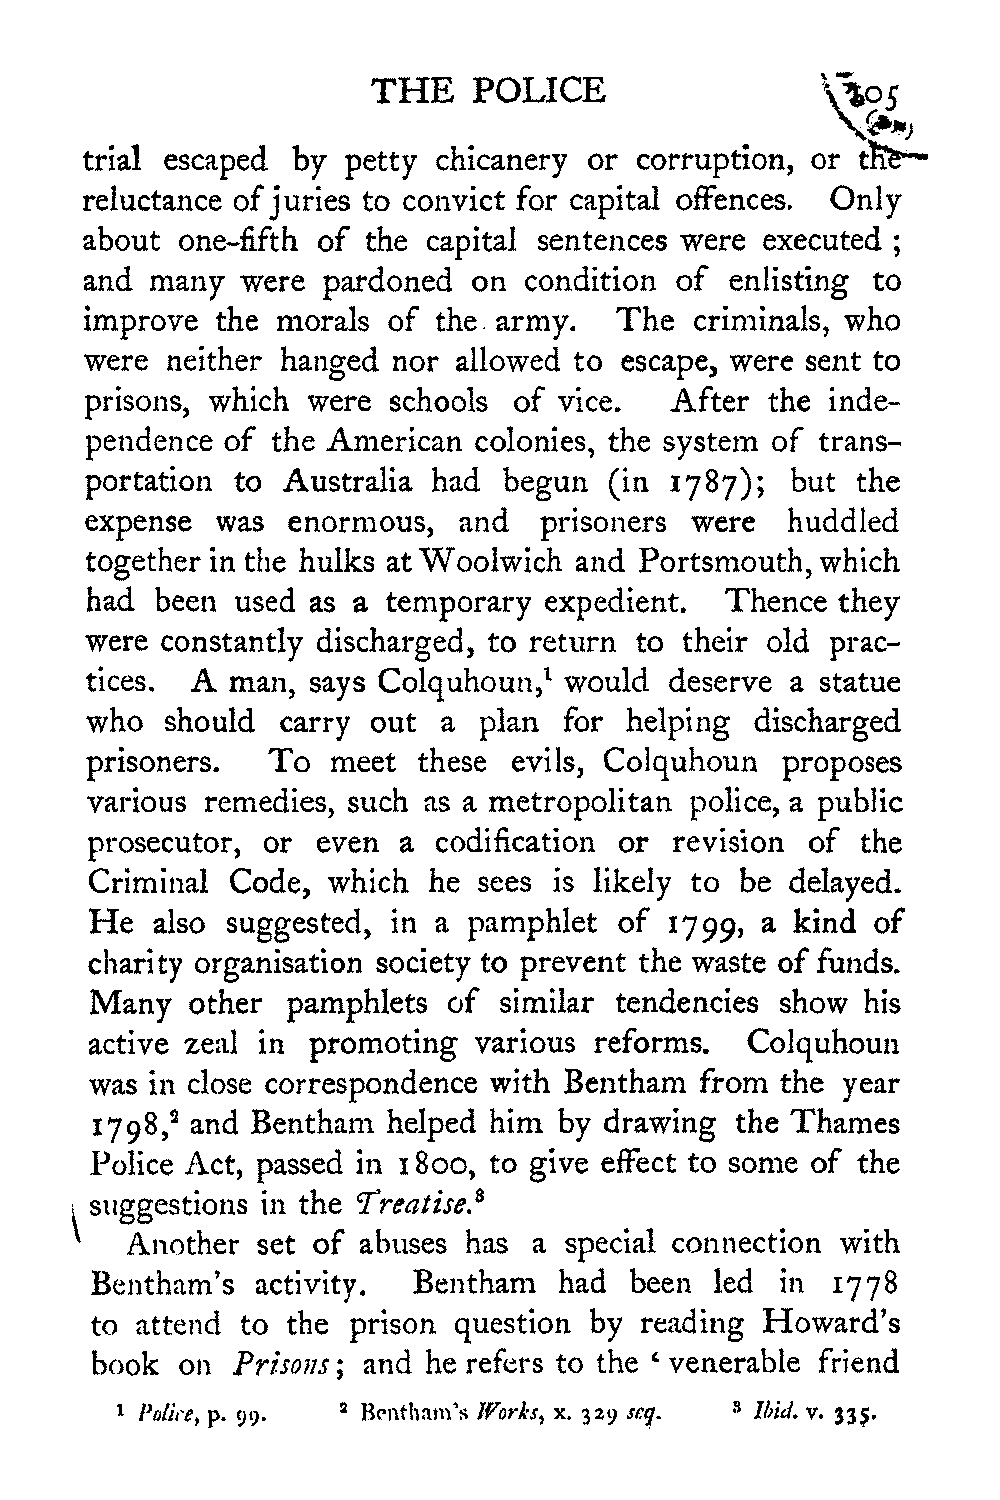 THE POLICE
trial escaped by petty chicanery or corruption, or the
reluctance of juries to convict for capital offences. Only
about one-fifth of the capital sentences were executed ;
and many were pardoned on condition of enlisting to
improve the morals of the army. The criminals, who
were neither hanged nor allowed to escape, were sent to
prisons, which were schools of vice. After the inde-
pendence of the American colonies, the system of trans-
portation to Australia had begun (in 1787); but the
expense was enormous, and prisoners were huddled
together in the hulks at Woolwich and Portsmouth, which
had been used as a temporary expedient. Thence they
were constantly discharged, to return to their old prac-
tices. A man, says Colquhoun,¹ would deserve a statue
who should carry out a plan for helping discharged
prisoners. To meet these evils, Colquhoun proposes
various remedies, such as a metropolitan police, a public
prosecutor, or even a codification or revision of the
Criminal Code, which he sees is likely to be delayed.
He also suggested, in a pamphlet of 1799, a kind of
charity organisation society to prevent the waste of funds.
Many other pamphlets of similar tendencies show his
active zeal in promoting various reforms. Colquhoun
was in close correspondence with Bentham from the year
1798,² and Bentham helped him by drawing the Thames
Police Act, passed in 1800, to give effect to some of the
suggestions in the Treatise.³
Another set of abuses has a special connection with
Bentham's activity. Bentham had been led in 1778
to attend to the prison question by reading Howard's
book on Prisons; and he refers to the ‘ venerable friend
¹ Police, p. 99. ² Bentham's Works, x. 329 seq. ³ Ibid. v. 335.